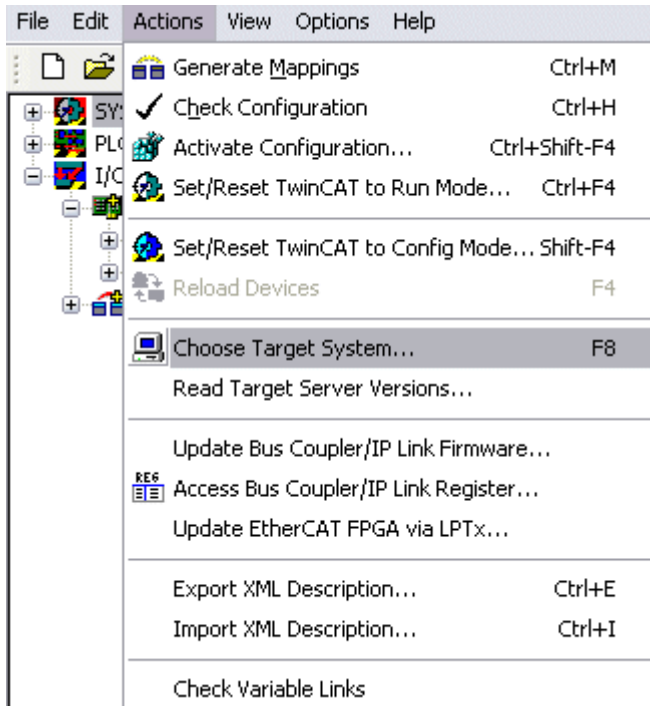 File Edit Actions View Options Help
Generate Mappings Ctrl+M
SYS Check Configuration Ctrl+H
PLC Activate Configuration... Ctrl+Shift-F4
I/O Set/Reset TwinCAT to Run Mode... Ctrl+F4
Set/Reset TwinCAT to Config Mode... Shift-F4
Reload Devices F4
Choose Target System... F8
Read Target Server Versions...
Update Bus Coupler/IP Link Firmware...
REG Access Bus Coupler/IP Link Register...
Update EtherCAT FPGA via LPTx...
Export XML Description... Ctrl+E
Import XML Description... Ctrl+I
Check Variable Links